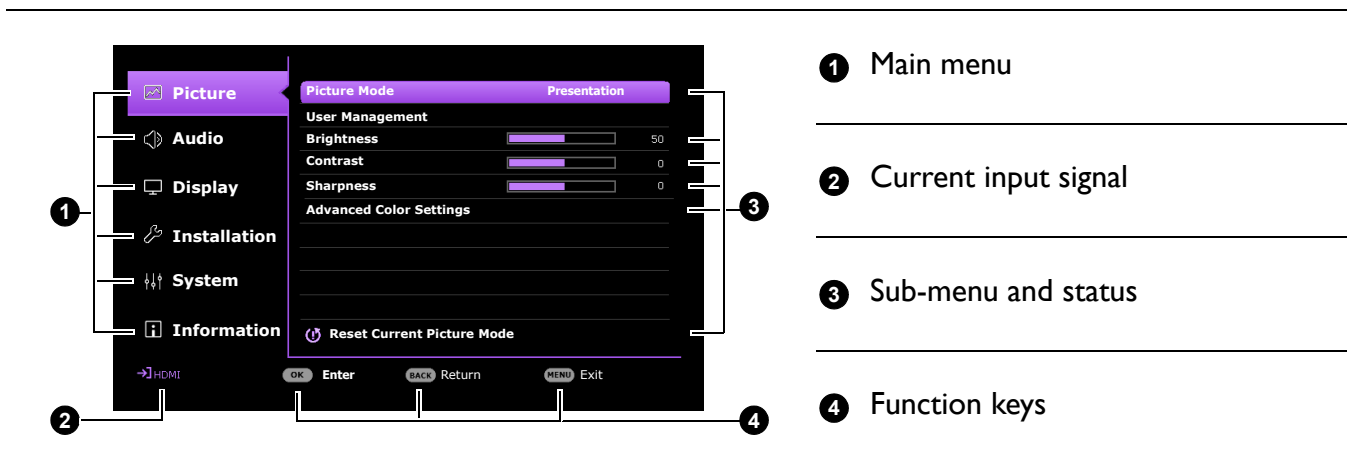 Picture
Audio
Display
Installation
System
Information
Picture Mode Presentation
User Management
Brightness 50
Contrast 0
Sharpness 0
Advanced Color Settings
Reset Current Picture Mode
HDMI
OK Enter
BACK Return
MENU Exit
1
2
3
4
1 Main menu
2 Current input signal
3 Sub-menu and status
4 Function keys